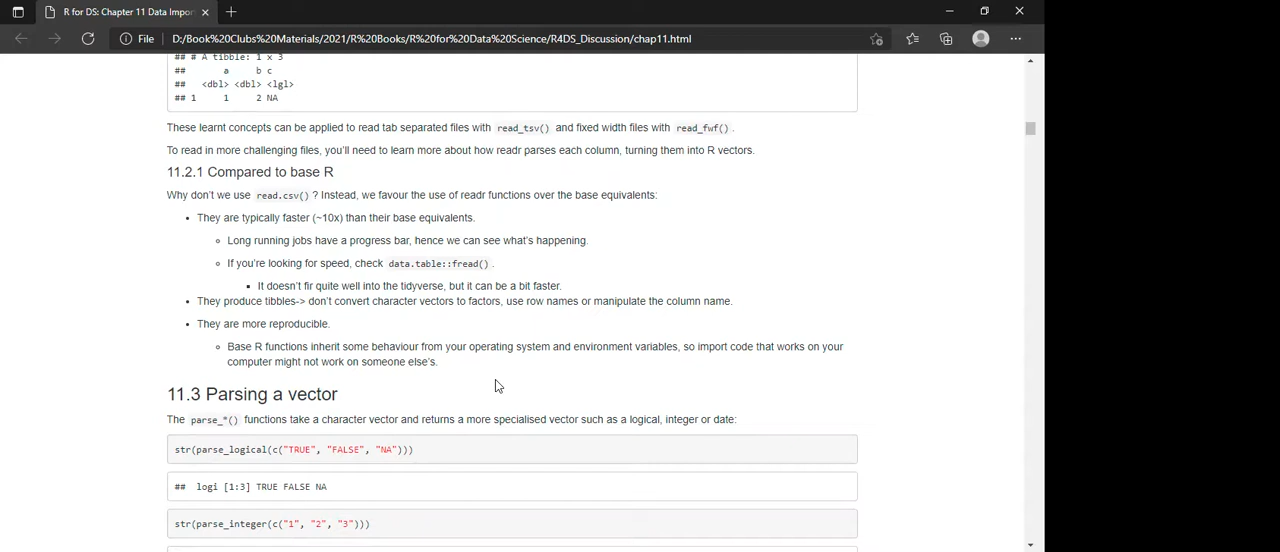 R for DS: Chapter 11 Data Impor
File
D:/Book%20Clubs%20Materials/2021/R%20Books/R%20for%20Data%20Science/R4DS_Discussion/chap11.html
## # A tibble: 1 x 3
## a b c
## <dbl> <dbl> <lgl>
## 1 1 2 NA
These learnt concepts can be applied to read tab separated files with read_tsv() and fixed width files with read_fwf() .
To read in more challenging files, you'll need to learn more about how readr parses each column, turning them into R vectors.
11.2.1 Compared to base R
Why don't we use read.csv() ? Instead, we favour the use of readr functions over the base equivalents:
They are typically faster (~10x) than their base equivalents.
Long running jobs have a progress bar, hence we can see what's happening.
If you're looking for speed, check data.table::fread() .
It doesn't fir quite well into the tidyverse, but it can be a bit faster.
They produce tibbles-> don't convert character vectors to factors, use row names or manipulate the column name.
They are more reproducible.
Base R functions inherit some behaviour from your operating system and environment variables, so import code that works on your
computer might not work on someone else's.
11.3 Parsing a vector
The parse_*() functions take a character vector and returns a more specialised vector such as a logical, integer or date:
str(parse_logical(c("TRUE", "FALSE", "NA")))
## logi [1:3] TRUE FALSE NA
str(parse_integer(c("1", "2", "3")))